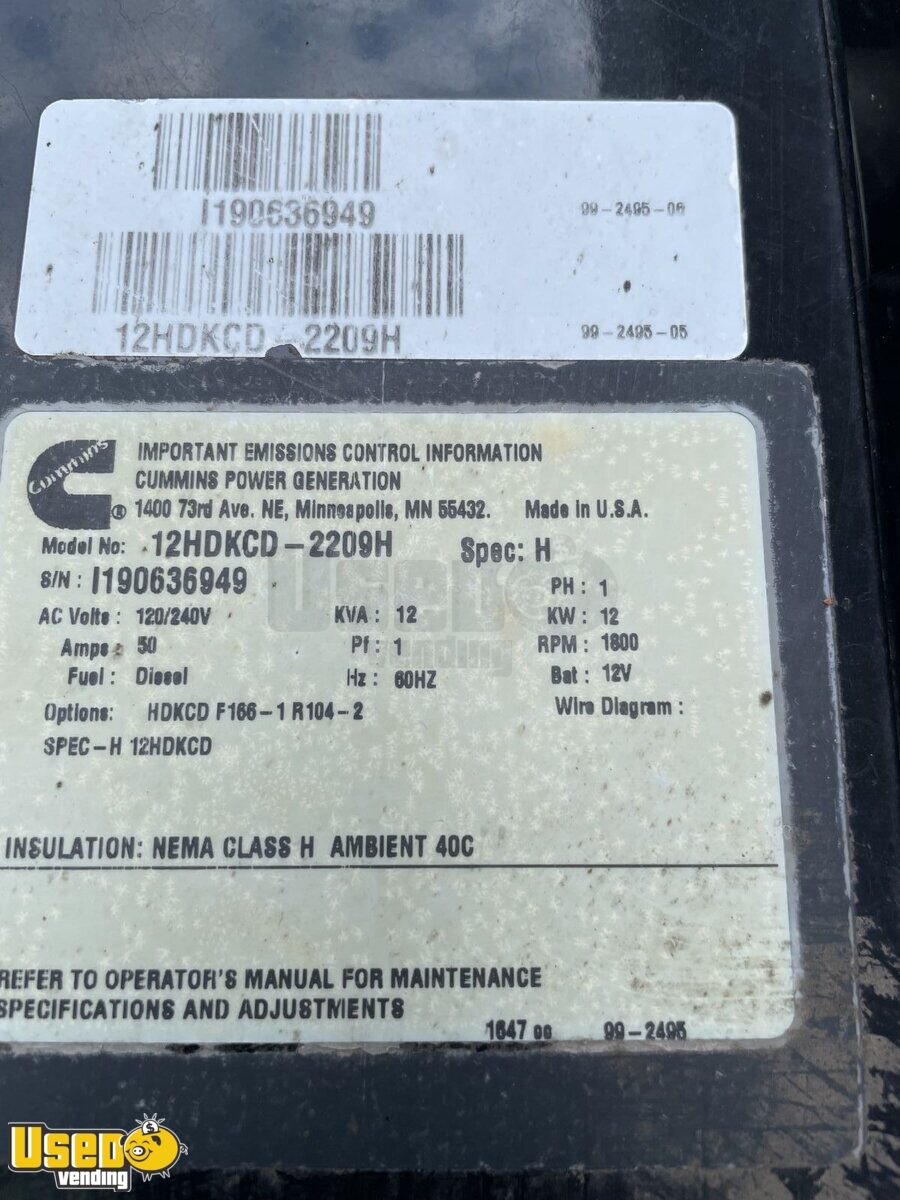 I190636949
99-2495-06
12HDKCD-2209H
99-2495-05
Cummins
IMPORTANT EMISSIONS CONTROL INFORMATION
CUMMINS POWER GENERATION
® 1400 73rd Ave. NE, Minneapolis, MN 55432. Made in U.S.A.
Model No: 12HDKCD-2209H Spec: H
S/N: I190636949 PH: 1
AC Volts: 120/240V KVA: 12 KW: 12
Amps: 50 Pf: 1 RPM: 1800
Fuel: Diesel Hz: 60HZ Bat: 12V
Options: HDKCD F166-1 R104-2 Wire Diagram:
SPEC-H 12HDKCD
INSULATION: NEMA CLASS H AMBIENT 40C
REFER TO OPERATOR'S MANUAL FOR MAINTENANCE
SPECIFICATIONS AND ADJUSTMENTS
99-2495
Used vending
Used vending